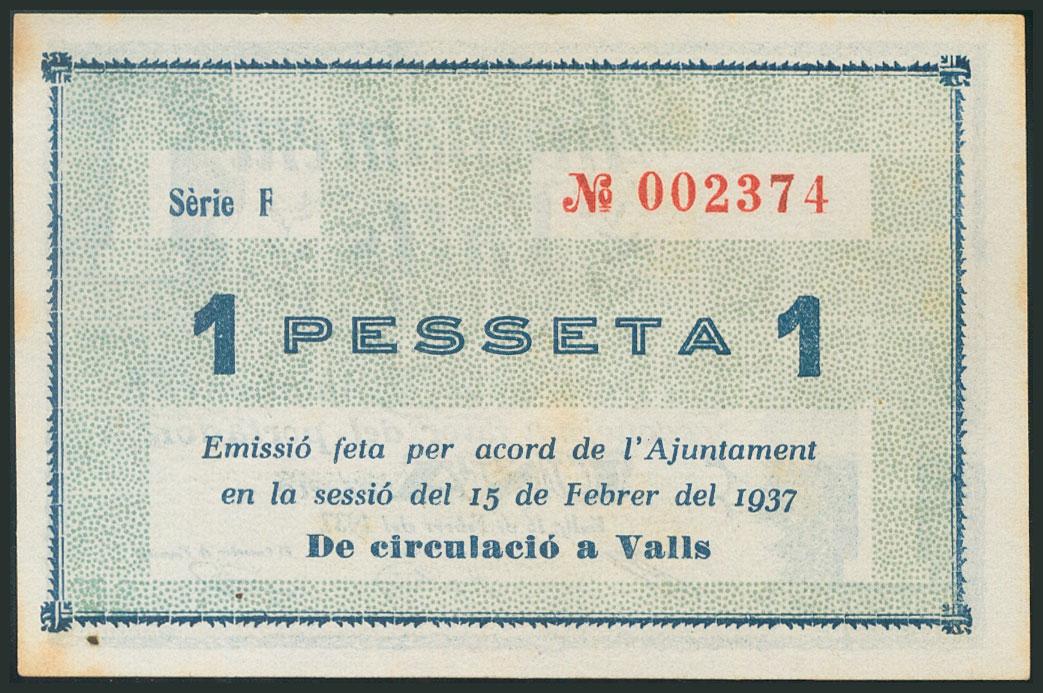 Sèrie F
№ 002374
1 PESSETA 1
Emissió feta per acord de l'Ajuntament
en la sessió del 15 de Febrer del 1937
De circulació a Valls